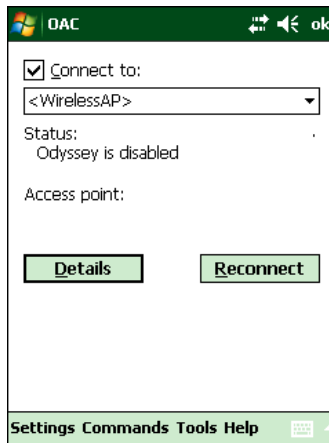 OAC ok
Connect to:
<WirelessAP>
Status:
Odyssey is disabled
Access point:
Details Reconnect
Settings Commands Tools Help